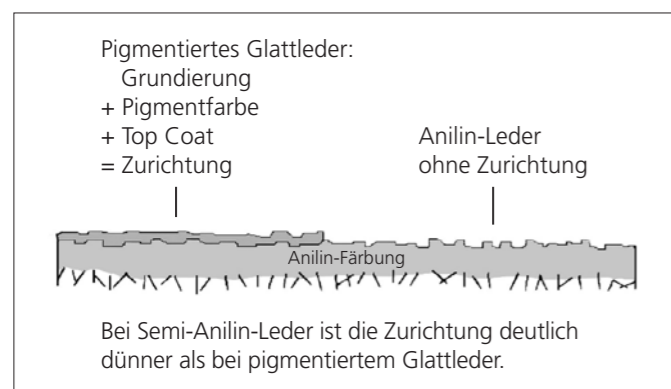 Pigmentiertes Glattleder:
Grundierung
+ Pigmentfarbe
+ Top Coat
= Zurichtung
Anilin-Leder
ohne Zurichtung
Anilin-Färbung
Bei Semi-Anilin-Leder ist die Zurichtung deutlich
dünner als bei pigmentiertem Glattleder.